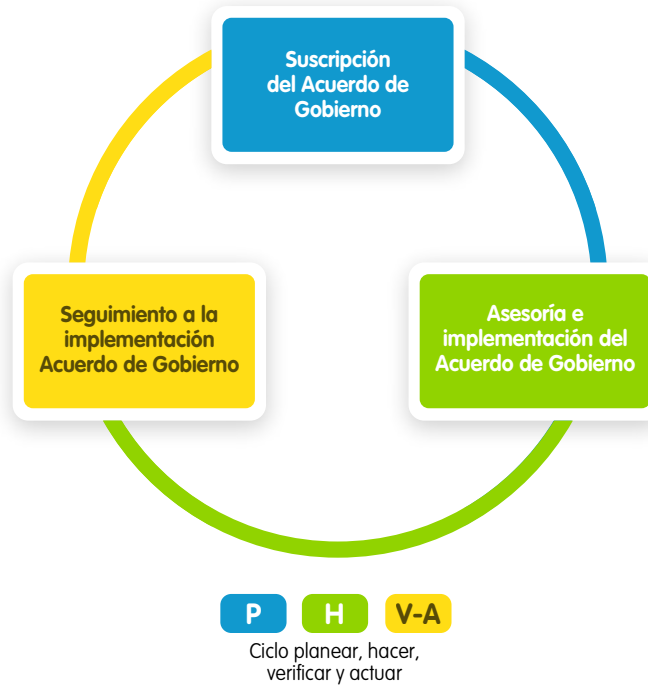 Suscripción
del Acuerdo de
Gobierno
Seguimiento a la
implementación
Acuerdo de Gobierno
Asesoría e
implementación del
Acuerdo de Gobierno
P
H
V-A
Ciclo planear, hacer,
verificar y actuar